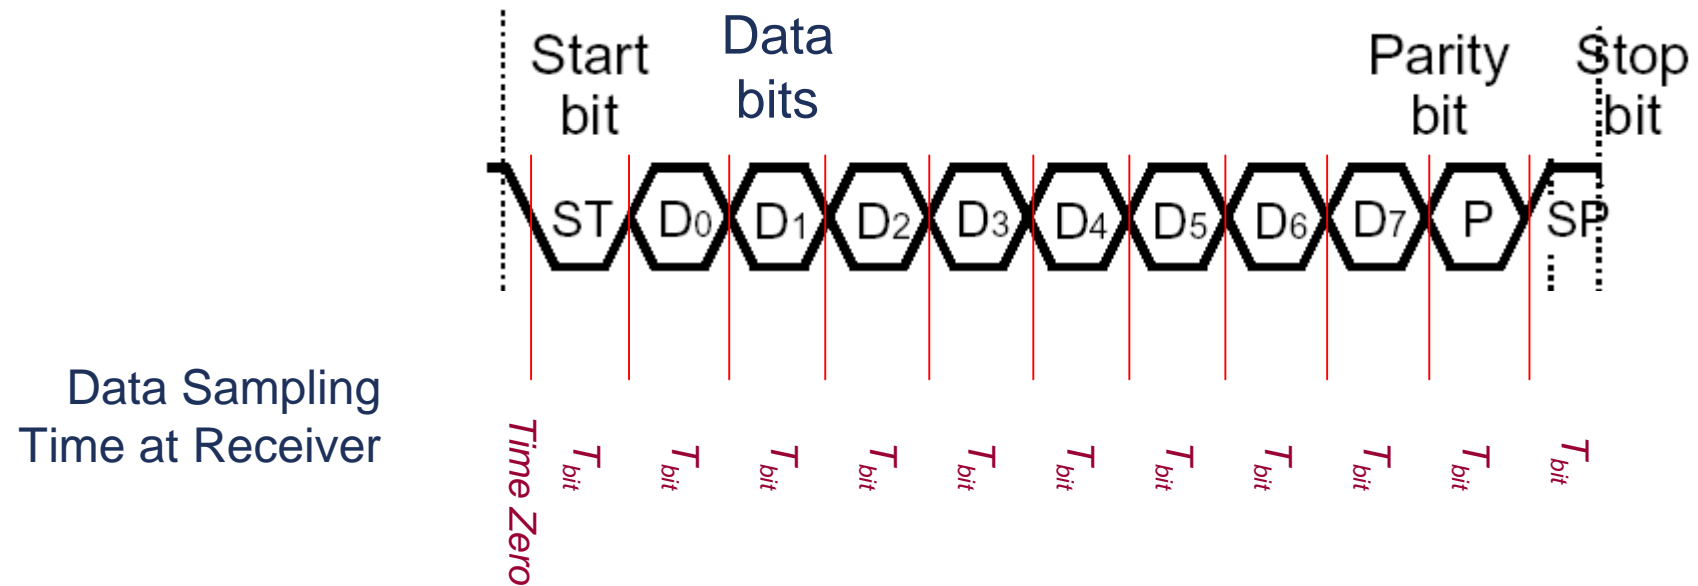 Start
bit
Data
bits
Parity
bit
Stop
bit
ST D0 D1 D2 D3 D4 D5 D6 D7 P SP
Data Sampling
Time at Receiver
Time Zero
Tbit Tbit Tbit Tbit Tbit Tbit Tbit Tbit Tbit Tbit Tbit